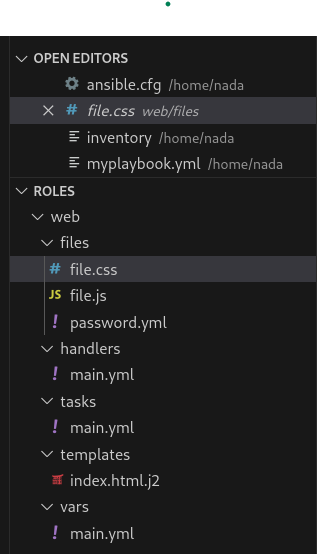 OPEN EDITORS
ansible.cfg /home/nada
# file.css web/files
inventory /home/nada
myplaybook.yml /home/nada
ROLES
web
files
# file.css
JS file.js
! password.yml
handlers
! main.yml
tasks
! main.yml
templates
index.html.j2
vars
! main.yml